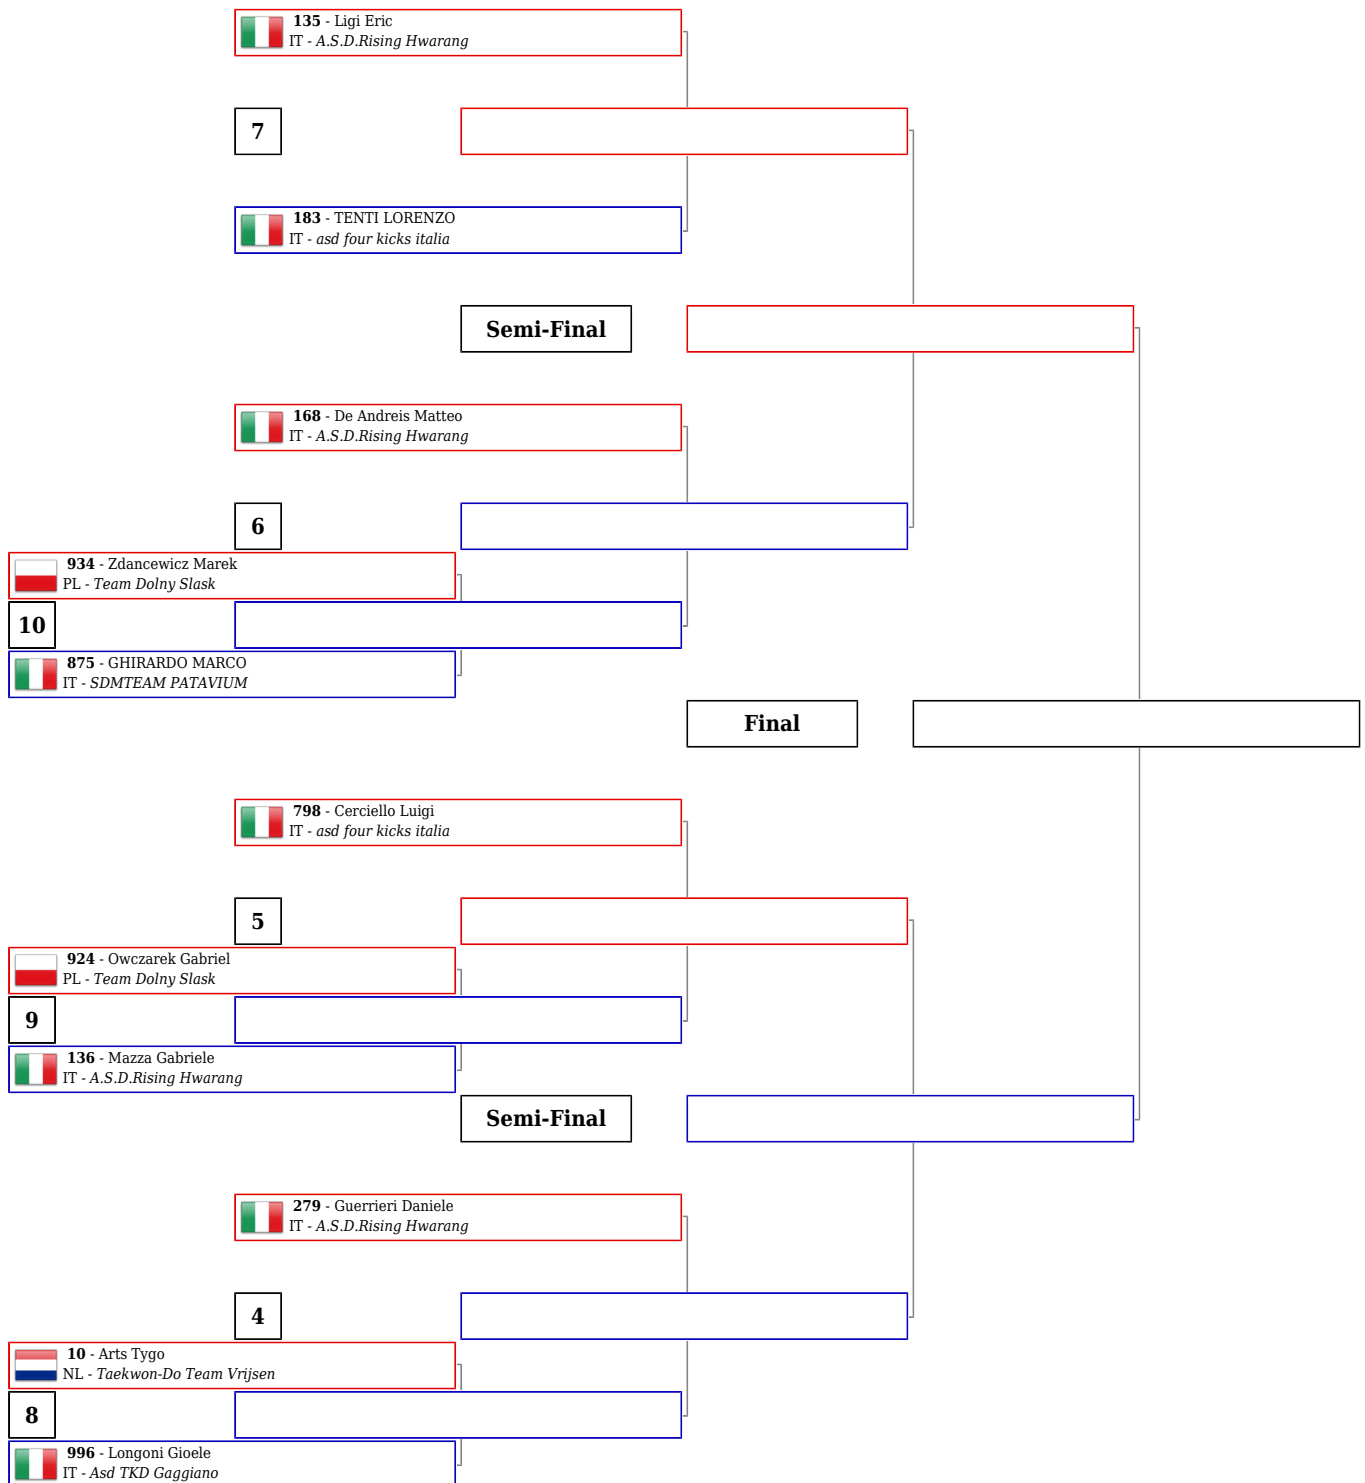 135 - Ligi Eric
IT - A.S.D.Rising Hwarang
7
183 - TENTI LORENZO
IT - asd four kicks italia
Semi-Final
168 - De Andreis Matteo
IT - A.S.D.Rising Hwarang
6
934 - Zdancewicz Marek
PL - Team Dolny Slask
10
875 - GHIRARDO MARCO
IT - SDMTEAM PATAVIUM
Final
798 - Cerciello Luigi
IT - asd four kicks italia
5
924 - Owczarek Gabriel
PL - Team Dolny Slask
9
136 - Mazza Gabriele
IT - A.S.D.Rising Hwarang
Semi-Final
279 - Guerrieri Daniele
IT - A.S.D.Rising Hwarang
4
10 - Arts Tygo
NL - Taekwon-Do Team Vrijsen
8
996 - Longoni Gioele
IT - Asd TKD Gaggiano